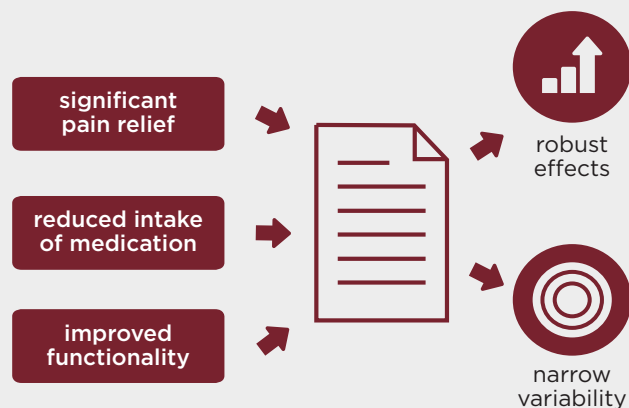 significant
pain relief
reduced intake
of medication
improved
functionality
robust
effects
narrow
variability